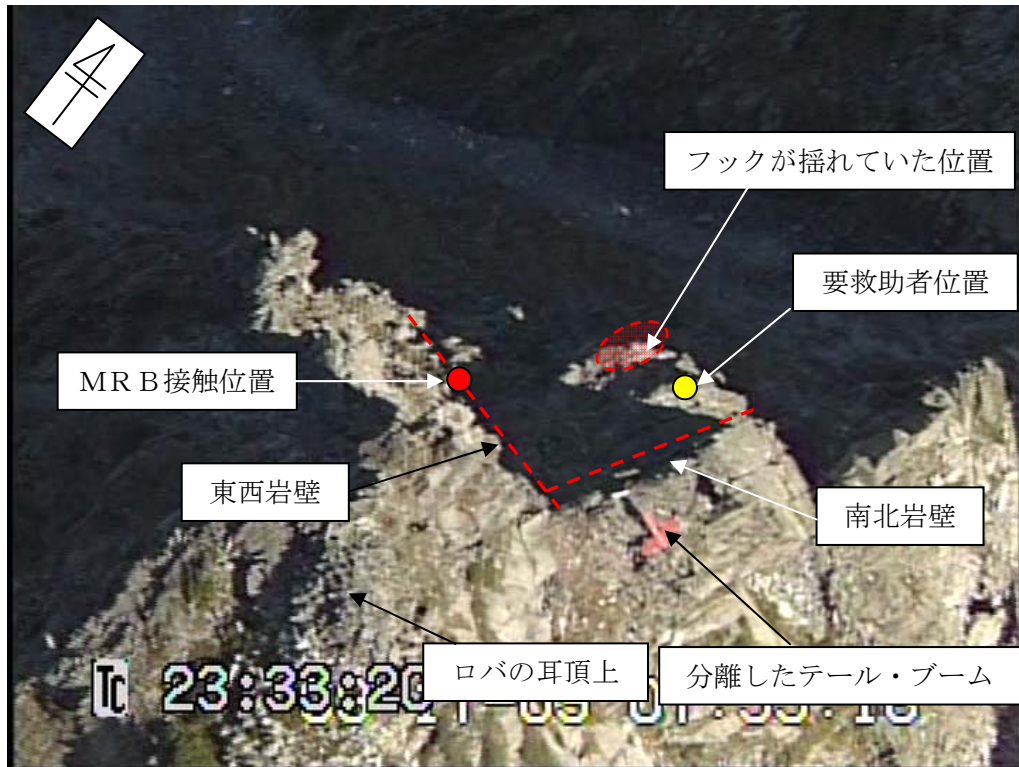 フックが揺れていた位置
要救助者位置
ＭＲＢ接触位置
東西岩壁
南北岩壁
ロバの耳頂上
分離したテール・ブーム
Tc 23:33:20